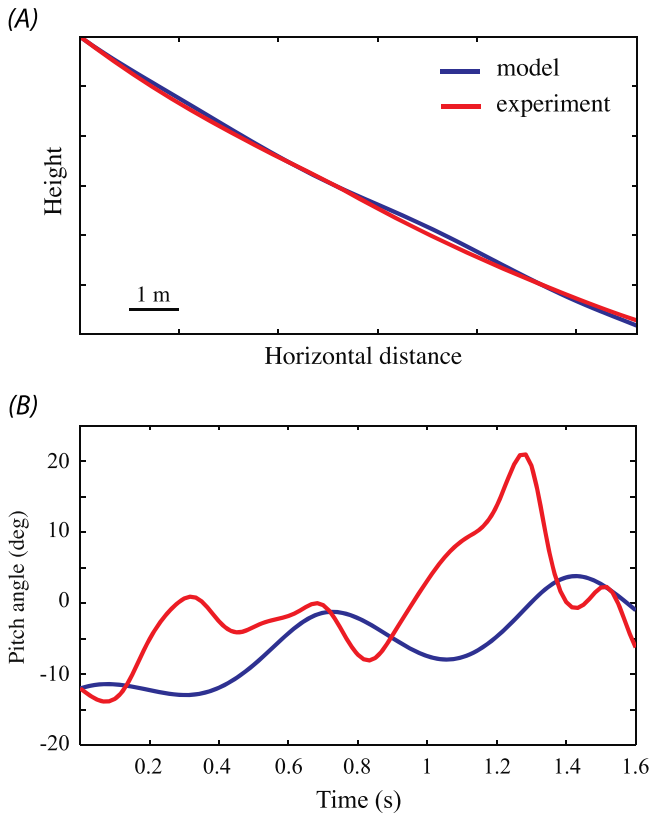 (A)
model
experiment
Height
1 m
Horizontal distance
(B)
20
10
0
-10
-20
Pitch angle (deg)
0.2 0.4 0.6 0.8 1 1.2 1.4 1.6
Time (s)